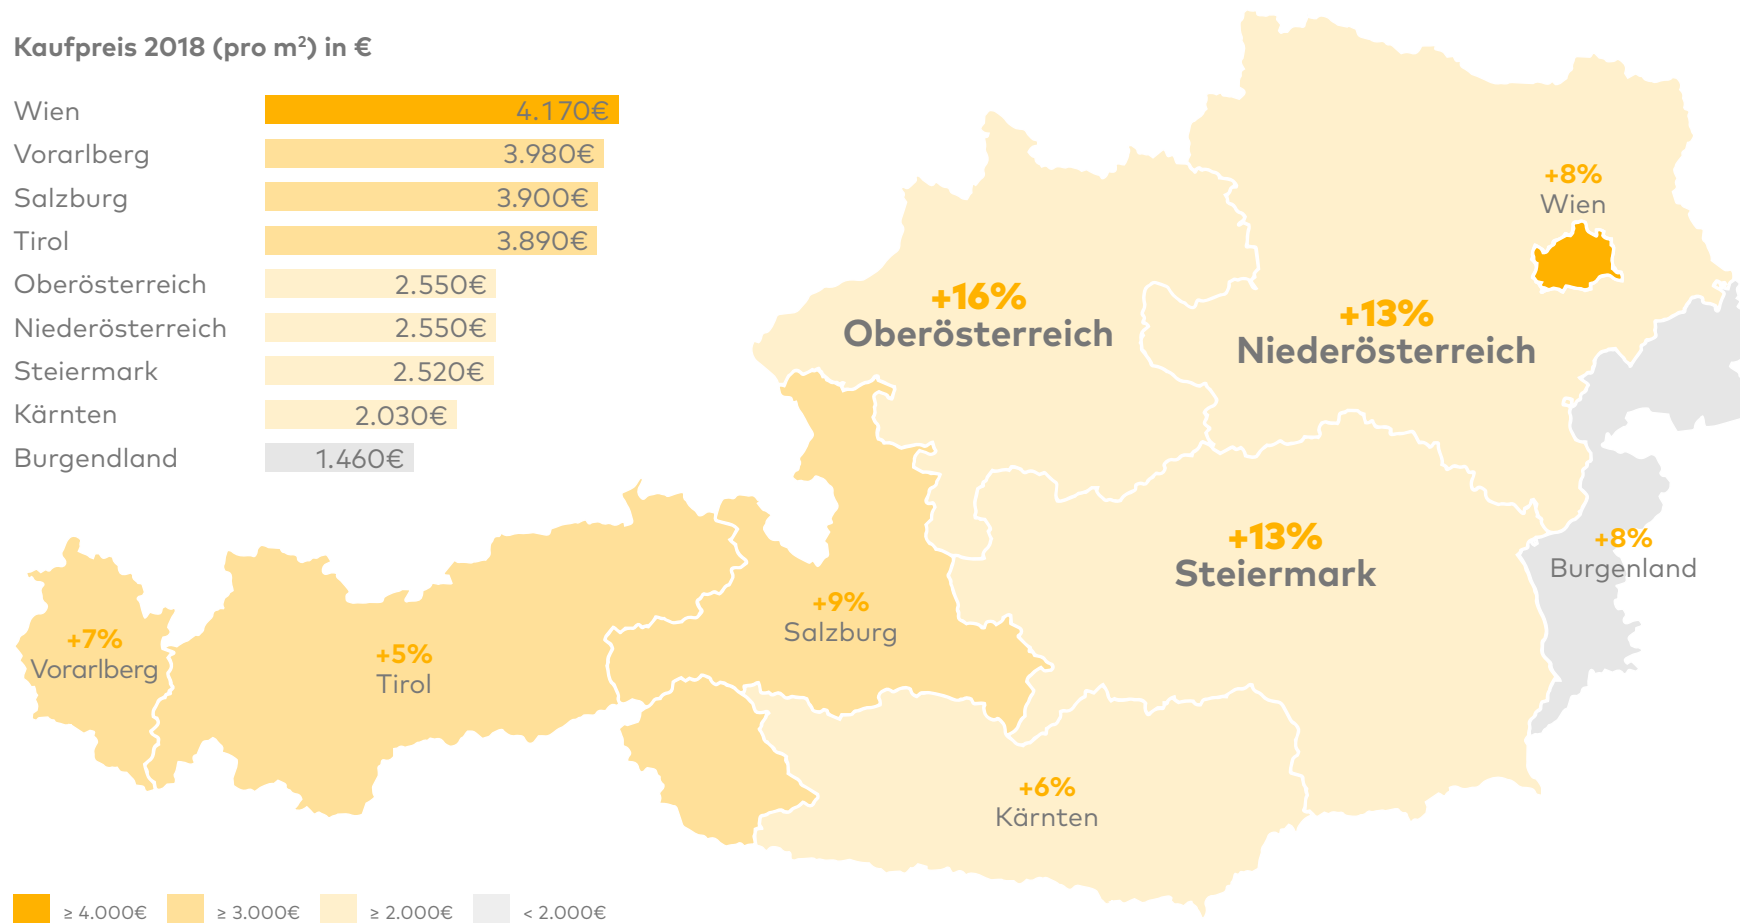 Kaufpreis 2018 (pro m²) in €
Wien 4.170€
Vorarlberg 3.980€
Salzburg 3.900€
Tirol 3.890€
Oberösterreich 2.550€
Niederösterreich 2.550€
Steiermark 2.520€
Kärnten 2.030€
Burgendland 1.460€
+8%
Wien
+16%
Oberösterreich
+13%
Niederösterreich
+13%
Steiermark
+8%
Burgenland
+9%
Salzburg
+7%
Vorarlberg
+5%
Tirol
+6%
Kärnten
≥ 4.000€ ≥ 3.000€ ≥ 2.000€ < 2.000€